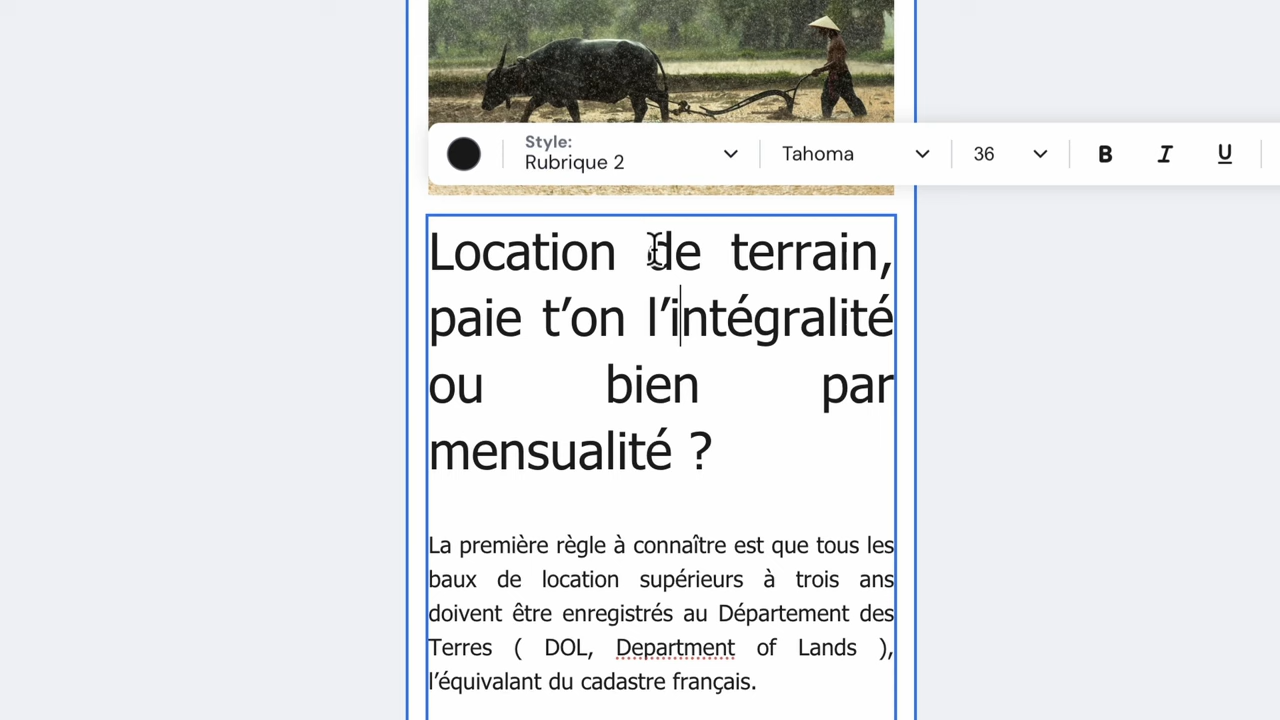 Style:
Rubrique 2
Tahoma
36
B
I
U
Location de terrain,
paie t’on l’intégralité
ou bien par
mensualité ?
La première règle à connaître est que tous les
baux de location supérieurs à trois ans
doivent être enregistrés au Département des
Terres ( DOL, Department of Lands ),
l’équivalant du cadastre français.